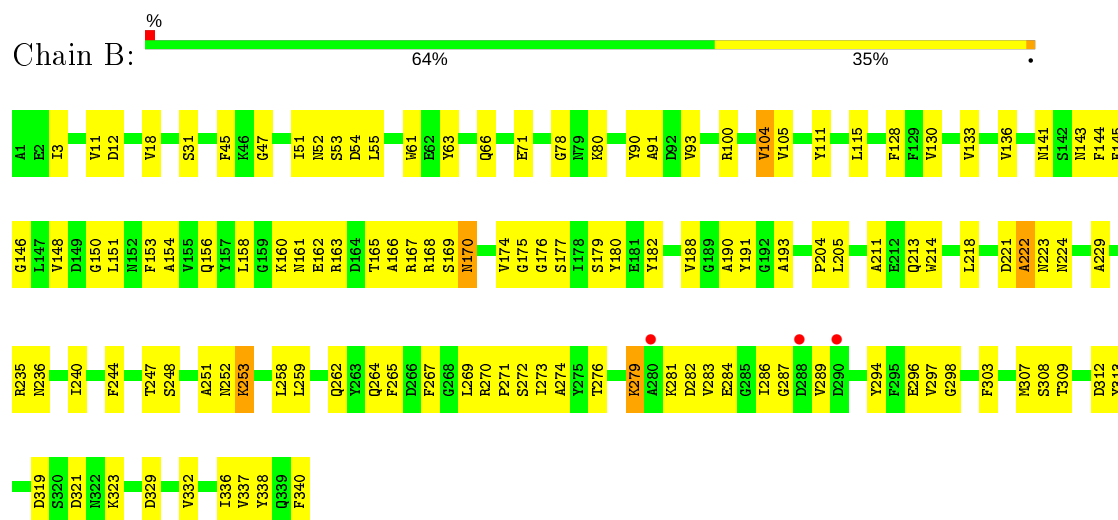 %
Chain B:
64% 35% •
A1 E2 I3 V11 D12 V18 S31 F45 K46 G47 I51 N52 S53 D54 L55 W61 E62 Y63 Q66 E71 G78 N79 K80 Y90 A91 D92 V93 R100 V104 V105 Y111 L115 F128 F129 V130 V133 V136 N141 S142 N143 F144
G146 L147 V148 D149 G150 L151 N152 F153 A154 V155 Q156 Y157 L158 G159 K160 N161 E162 R163 D164 T165 A166 R167 R168 S169 N170 V174 G175 G176 S177 I178 S179 Y180 E181 Y182 V188 G189 A190 Y191 G192 A193 P204 L205 A211 E212 Q213 W214 L218 D221 A222 N223 N224 A229
R235 N236 I240 F244 T247 S248 A251 N252 K253 L258 L259 Q262 Y263 Q264 F265 D266 F267 G268 L269 R270 P271 S272 I273 A274 Y275 T276 K279 A280 K281 D282 V283 E284 G285 I286 G287 D288 V289 D290 Y294 F295 E296 V297 G298 F303 M307 S308 T309 D312
D319 S320 D321 N322 K323 D329 V332 I336 V337 Y338 Q339 F340